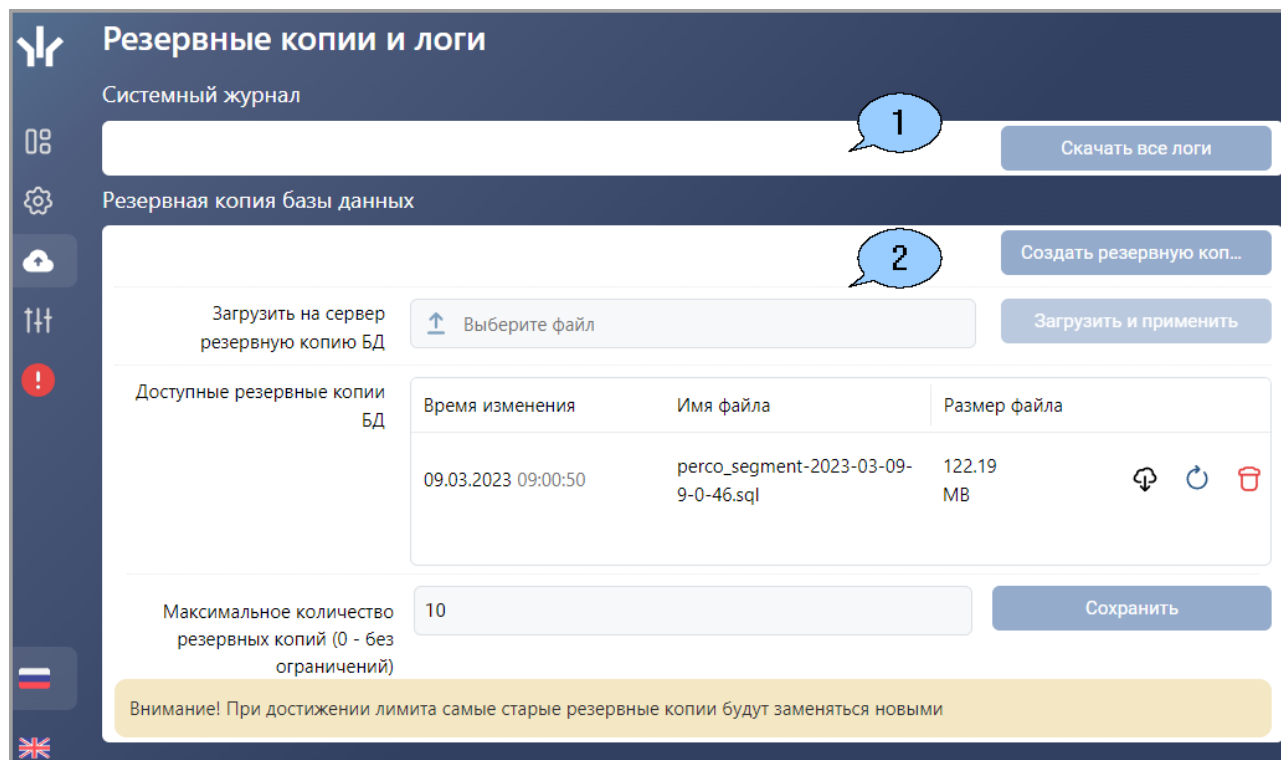 Резервные копии и логи
Системный журнал
1
Скачать все логи
Резервная копия базы данных
2
Создать резервную коп...
Загрузить на сервер
резервную копию БД
Выберите файл
Загрузить и применить
Доступные резервные копии
БД
Время изменения
Имя файла
Размер файла
09.03.2023 09:00:50
perco_segment-2023-03-09-
9-0-46.sql
122.19
MB
Максимальное количество
резервных копий (0 - без
ограничений)
10
Сохранить
Внимание! При достижении лимита самые старые резервные копии будут заменяться новыми